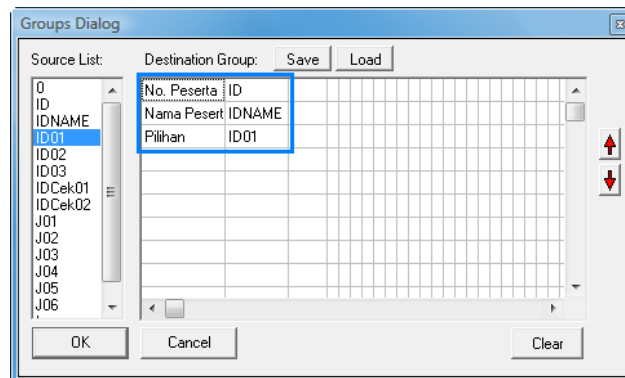 Groups Dialog
Source List:
Destination Group:
Save
Load
0
ID
IDNAME
ID01
ID02
ID03
IDCek01
IDCek02
J01
J02
J03
J04
J05
J06
No. Peserta ID
Nama Pesert IDNAME
Pilihan ID01
OK
Cancel
Clear